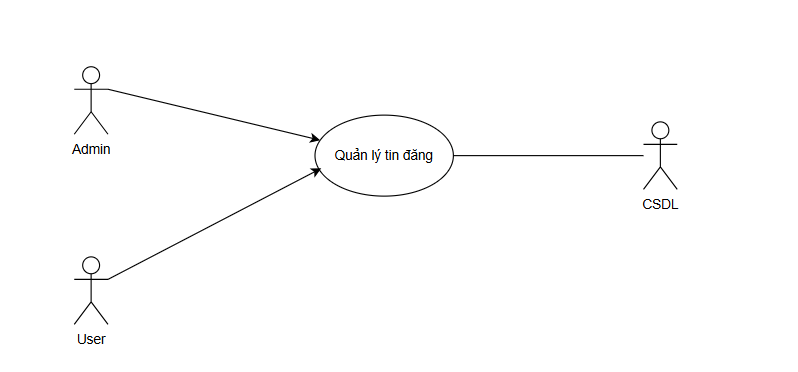 Admin
Quản lý tin đăng
CSDL
User